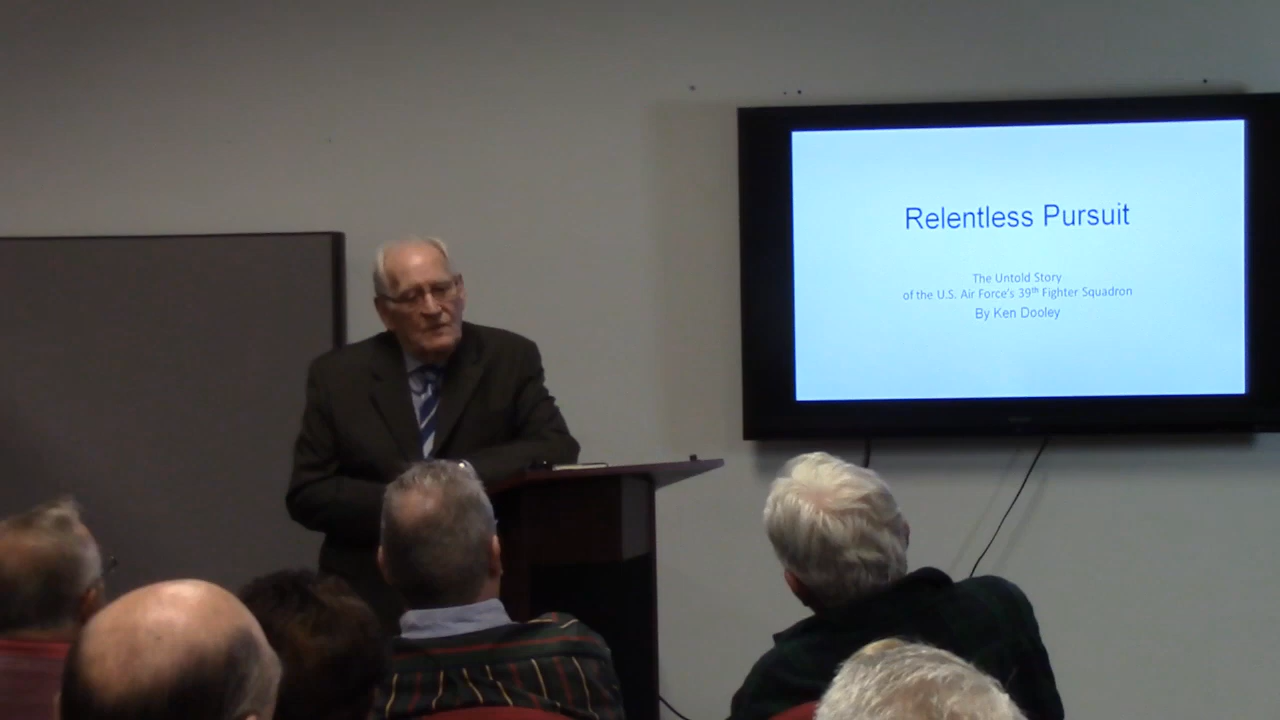 Relentless Pursuit
The Untold Story
of the U.S. Air Force's 39th Fighter Squadron
By Ken Dooley